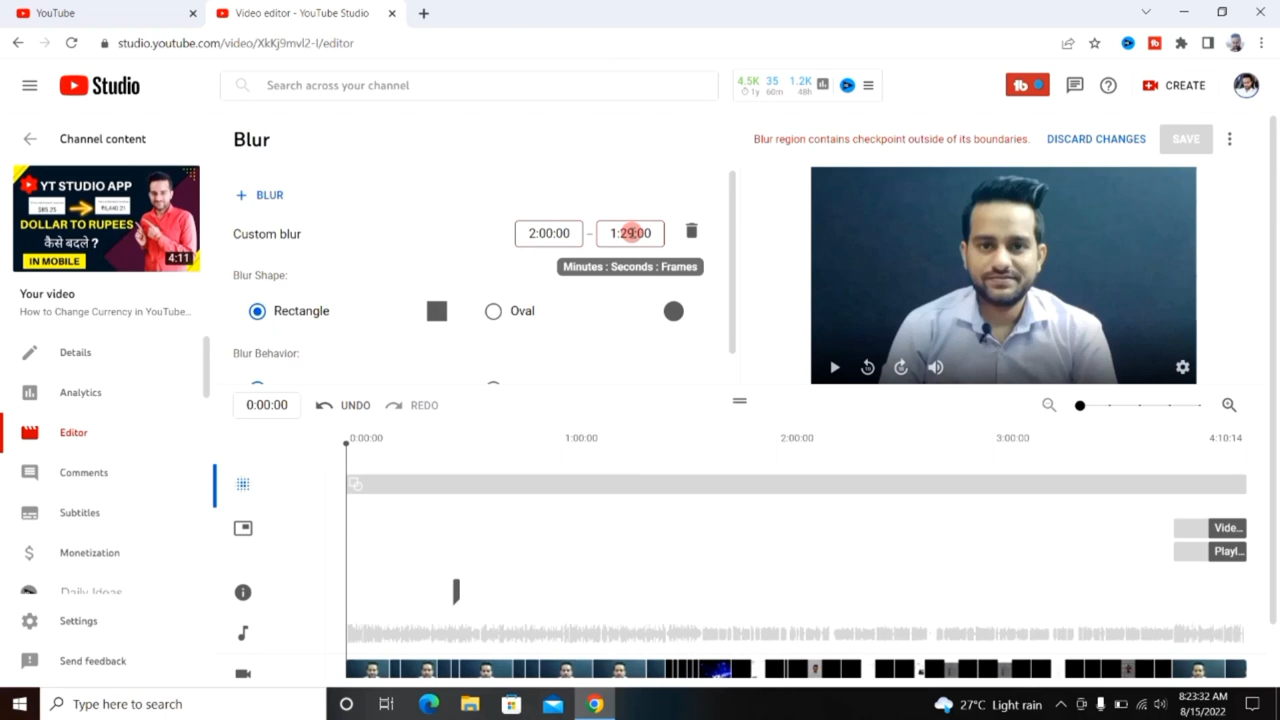 YouTube
Video editor - YouTube Studio
studio.youtube.com/video/XkKj9mvl2-I/editor
Studio
Search across your channel
4.5K 35 1.2K
1y 60m 48h
CREATE
Channel content
Blur
Blur region contains checkpoint outside of its boundaries.
DISCARD CHANGES
SAVE
YT STUDIO APP
DOLLAR TO RUPEES
कैसे बदले ?
IN MOBILE
4:11
BLUR
Custom blur
2:00:00 – 1:29:00
Minutes : Seconds : Frames
Blur Shape:
Rectangle
Oval
Blur Behavior:
Your video
How to Change Currency in YouTube...
Details
Analytics
Editor
Comments
Subtitles
Monetization
Daily Ideas
Settings
Send feedback
0:00:00
UNDO
REDO
0:00:00 1:00:00 2:00:00 3:00:00 4:10:14
Vide...
Playl...
Type here to search
27°C Light rain
8:23:32 AM
8/15/2022